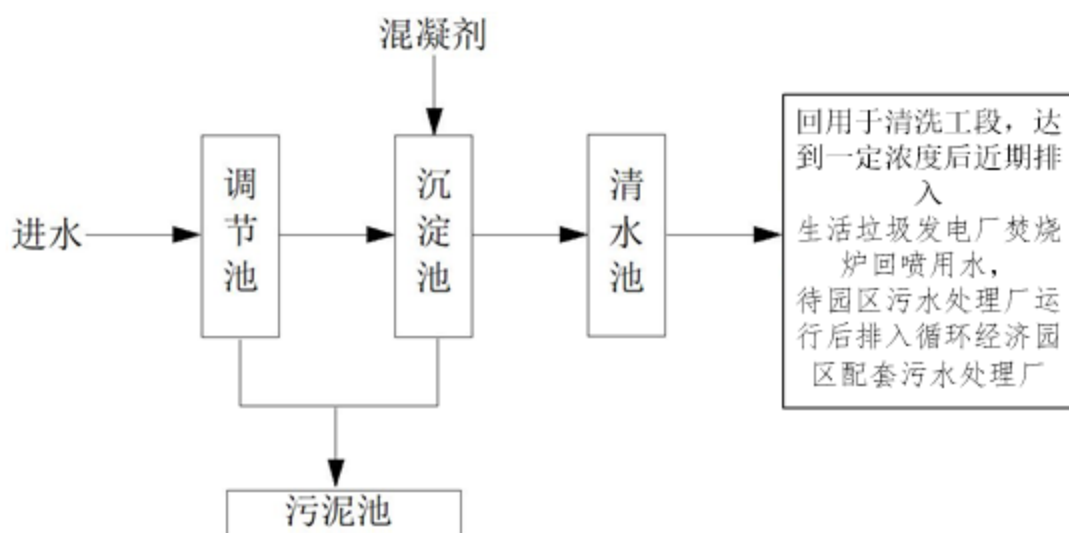 混凝剂
进水
调节池
沉淀池
清水池
回用于清洗工段，达
到一定浓度后近期排
入
生活垃圾发电厂焚烧
炉回喷用水，
待园区污水处理厂运
行后排入循环经济园
区配套污水处理厂
污泥池